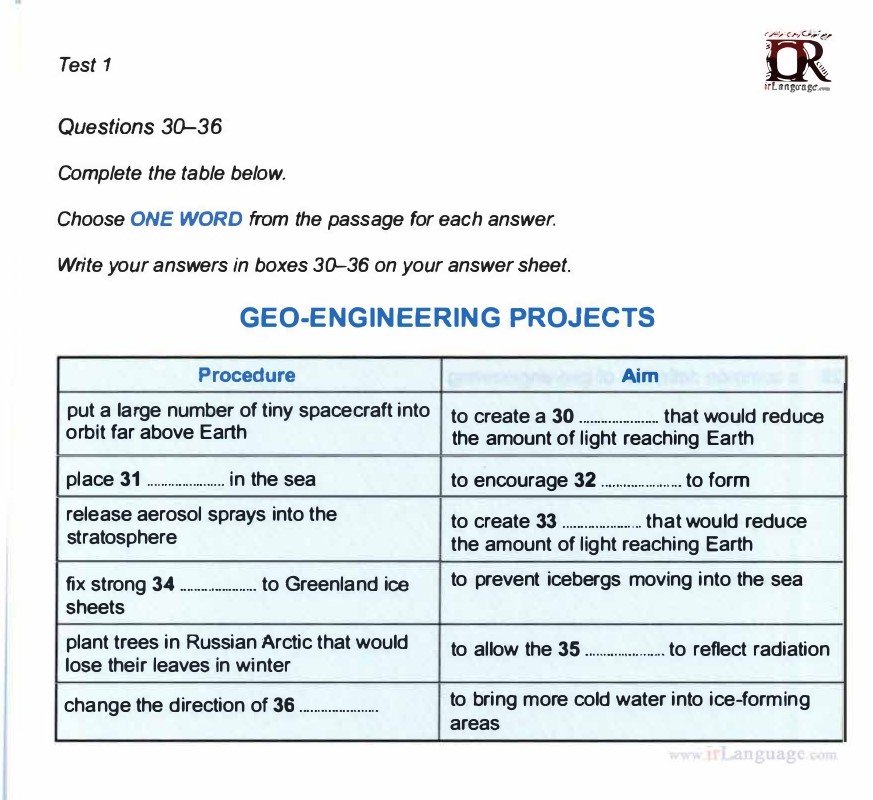 Test 1
irLanguage.com
Questions 30–36
Complete the table below.
Choose ONE WORD from the passage for each answer.
Write your answers in boxes 30–36 on your answer sheet.
GEO-ENGINEERING PROJECTS
Procedure
Aim
put a large number of tiny spacecraft into
orbit far above Earth
to create a 30 ...................... that would reduce
the amount of light reaching Earth
place 31 ...................... in the sea
to encourage 32 ...................... to form
release aerosol sprays into the
stratosphere
to create 33 ...................... that would reduce
the amount of light reaching Earth
fix strong 34 ...................... to Greenland ice
sheets
to prevent icebergs moving into the sea
plant trees in Russian Arctic that would
lose their leaves in winter
to allow the 35 ...................... to reflect radiation
change the direction of 36 ......................
to bring more cold water into ice-forming
areas
www.irLanguage.com